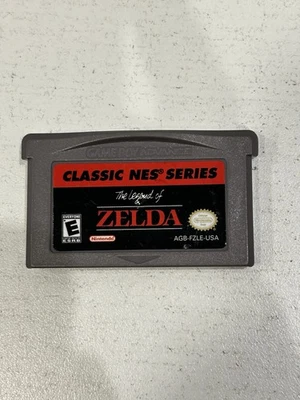 CLASSIC NES® SERIES
The Legend of
ZELDA
EVERYONE
E
ESRB
Nintendo
AGB-FZLE-USA